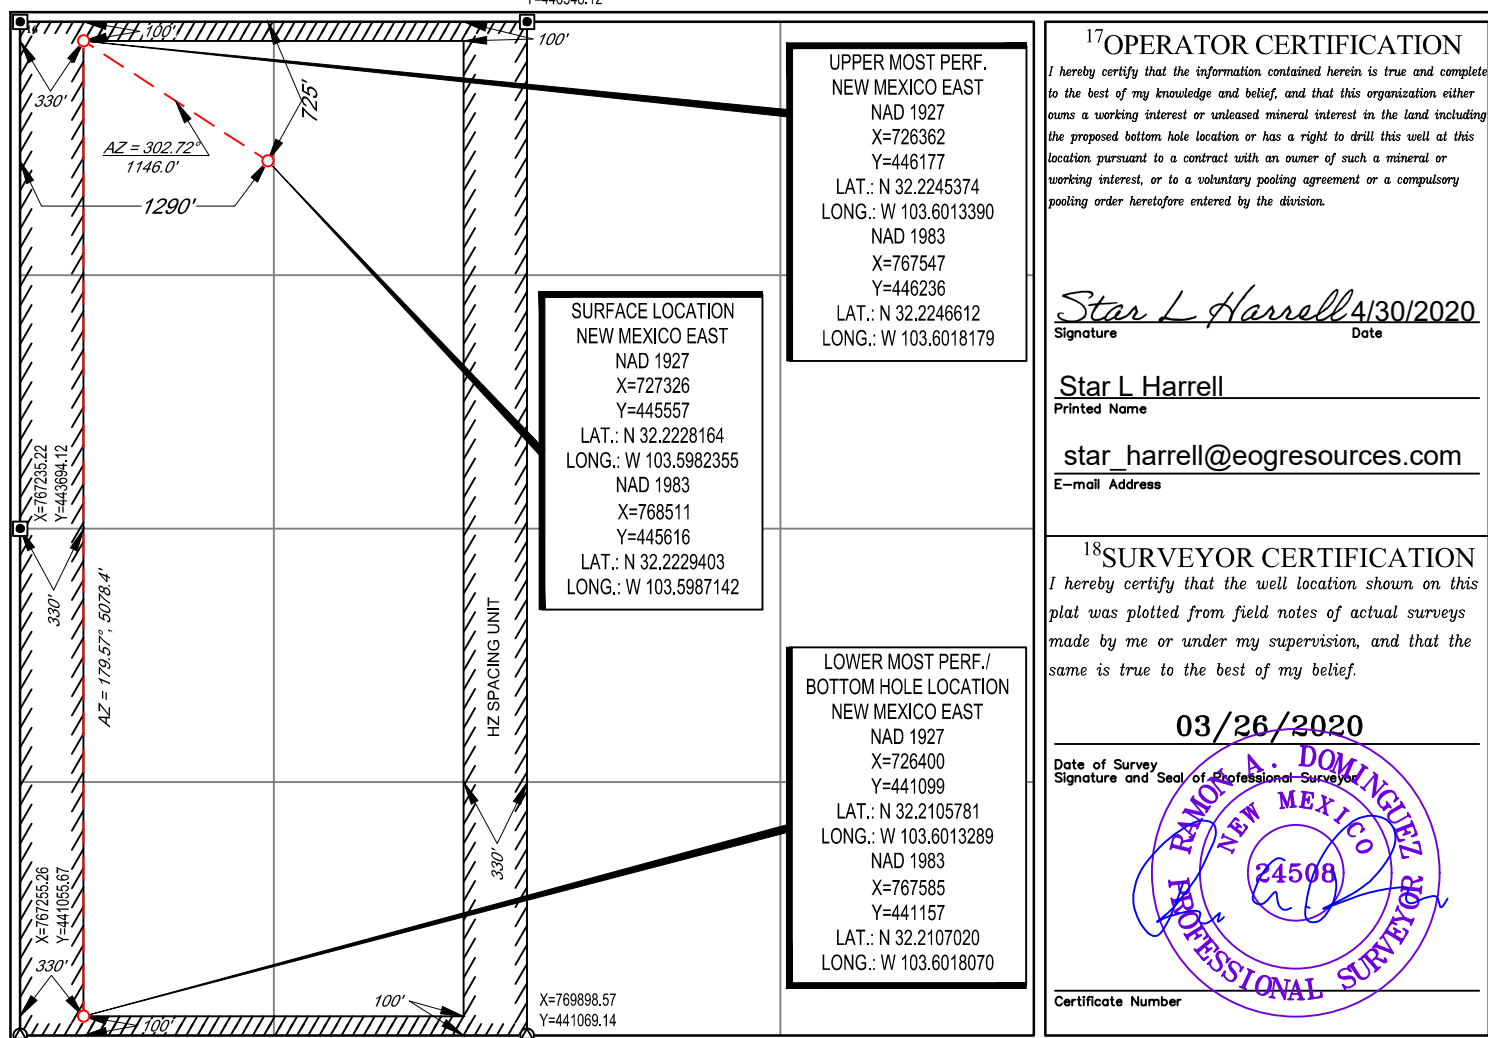 100'
100'
330'
725'
AZ = 302.72°
1146.0'
1290'
X=767235.22
Y=443694.12
330'
AZ = 179.57°, 5078.4'
HZ SPACING UNIT
330'
X=767255.26
Y=441055.67
330'
100'
100'
X=769898.57
Y=441069.14
UPPER MOST PERF.
NEW MEXICO EAST
NAD 1927
X=726362
Y=446177
LAT.: N 32.2245374
LONG.: W 103.6013390
NAD 1983
X=767547
Y=446236
LAT.: N 32.2246612
LONG.: W 103.6018179
SURFACE LOCATION
NEW MEXICO EAST
NAD 1927
X=727326
Y=445557
LAT.: N 32.2228164
LONG.: W 103.5982355
NAD 1983
X=768511
Y=445616
LAT.: N 32.2229403
LONG.: W 103.5987142
LOWER MOST PERF./
BOTTOM HOLE LOCATION
NEW MEXICO EAST
NAD 1927
X=726400
Y=441099
LAT.: N 32.2105781
LONG.: W 103.6013289
NAD 1983
X=767585
Y=441157
LAT.: N 32.2107020
LONG.: W 103.6018070
17 OPERATOR CERTIFICATION
I hereby certify that the information contained herein is true and complete
to the best of my knowledge and belief, and that this organization either
owns a working interest or unleased mineral interest in the land including
the proposed bottom hole location or has a right to drill this well at this
location pursuant to a contract with an owner of such a mineral or
working interest, or to a voluntary pooling agreement or a compulsory
pooling order heretofore entered by the division.
Star L Harrell 4/30/2020
Signature Date
Star L Harrell
Printed Name
star_harrell@eogresources.com
E-mail Address
18 SURVEYOR CERTIFICATION
I hereby certify that the well location shown on this
plat was plotted from field notes of actual surveys
made by me or under my supervision, and that the
same is true to the best of my belief.
03/26/2020
Date of Survey
Signature and Seal of Professional Surveyor
RAMON A. DOMINGUEZ
NEW MEXICO
24508
PROFESSIONAL SURVEYOR
Certificate Number